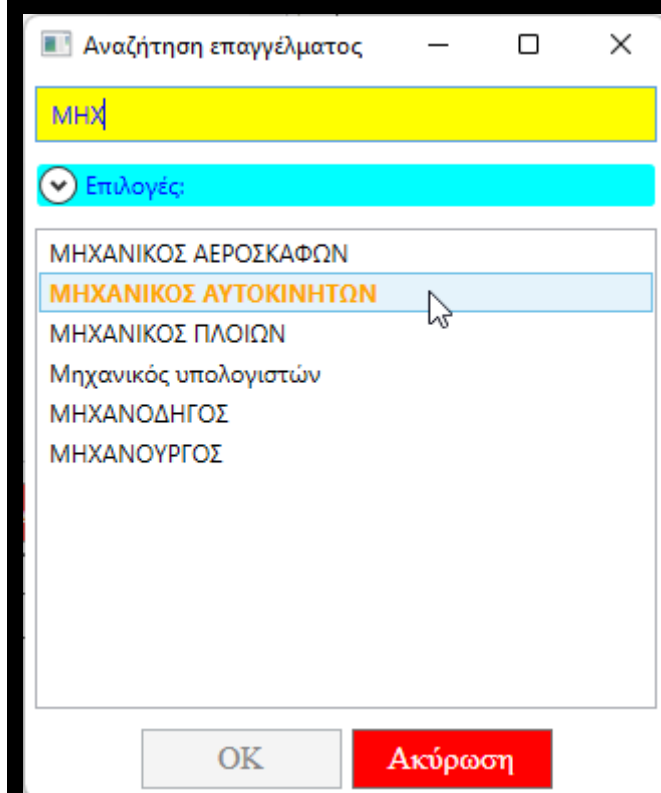 Αναζήτηση επαγγέλματος
ΜΗΧ
Επιλογές:
ΜΗΧΑΝΙΚΟΣ ΑΕΡΟΣΚΑΦΩΝ
ΜΗΧΑΝΙΚΟΣ ΑΥΤΟΚΙΝΗΤΩΝ
ΜΗΧΑΝΙΚΟΣ ΠΛΟΙΩΝ
Μηχανικός υπολογιστών
ΜΗΧΑΝΟΔΗΓΟΣ
ΜΗΧΑΝΟΥΡΓΟΣ
OK
Ακύρωση